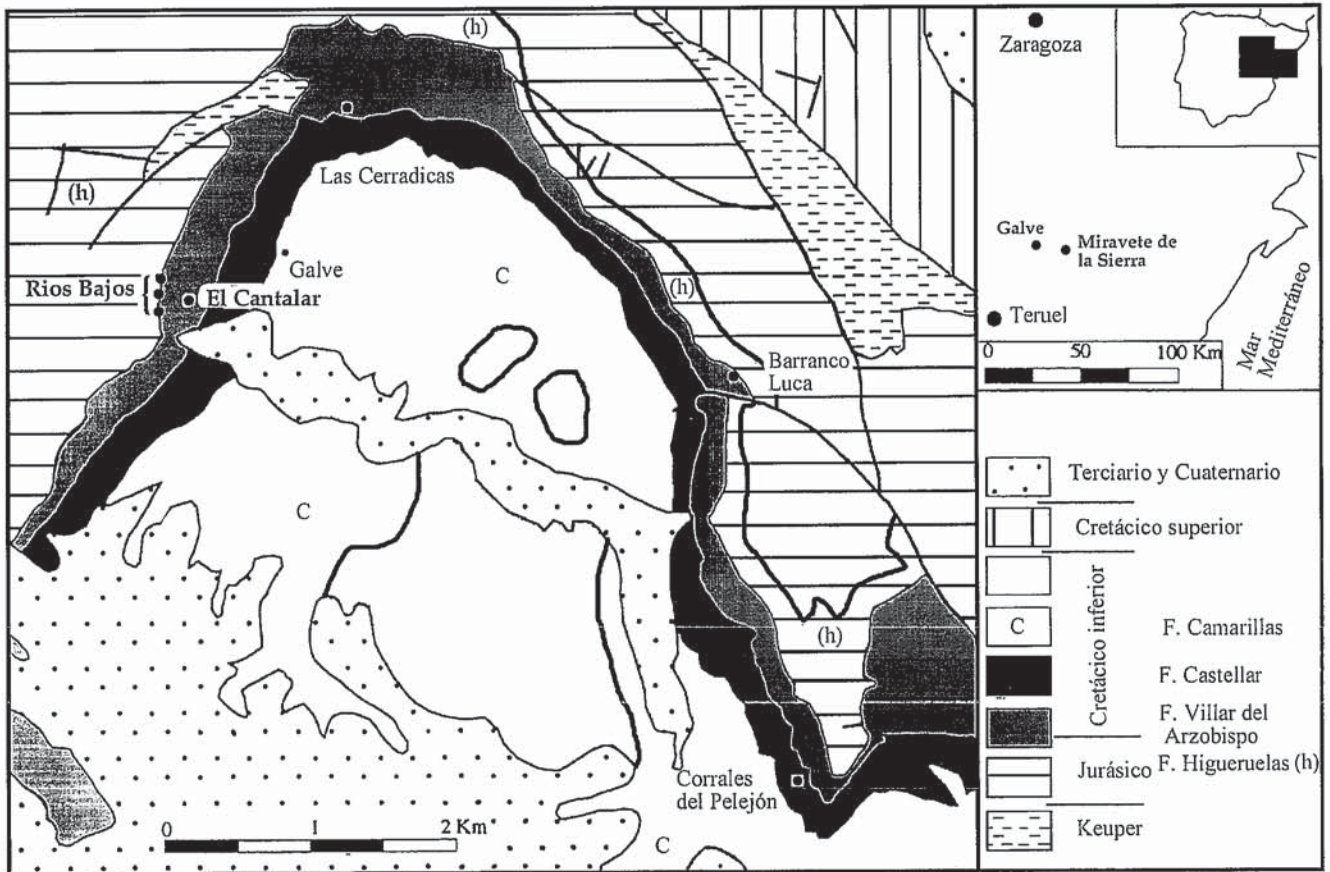 (h)
Las Cerradicas
(h)
Galve
C
Rios Bajos
El Cantalar
(h)
Barranco
Luca
C
(h)
Corrales
del Pelejón
0 1 2 Km
C
Zaragoza
Galve
Miravete de
la Sierra
Teruel
0 50 100 Km
Mar
Mediterráneo
Terciario y Cuaternario
Cretácico superior
Cretácico inferior
C F. Camarillas
F. Castellar
F. Villar del
Arzobispo
Jurásico F. Higueruelas (h)
Keuper